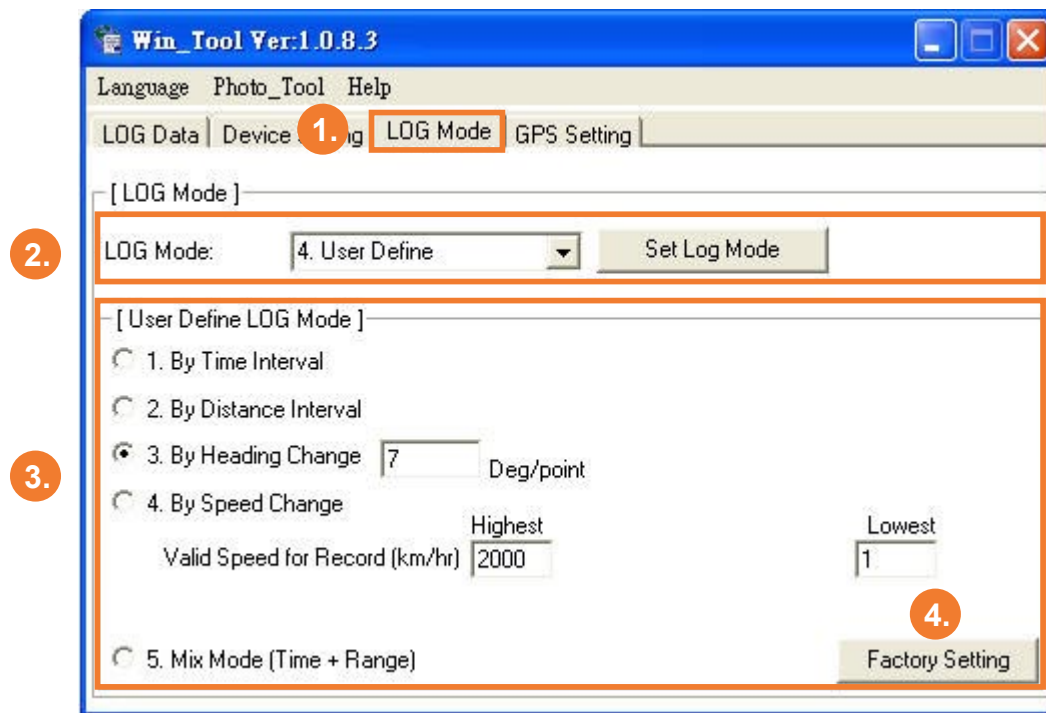 Win_Tool Ver:1.0.8.3
Language Photo_Tool Help
LOG Data Device 1. LOG Mode GPS Setting
[ LOG Mode ]
2. LOG Mode: 4. User Define Set Log Mode
[ User Define LOG Mode ]
1. By Time Interval
2. By Distance Interval
3. By Heading Change 7 Deg/point
3.
4. By Speed Change
Highest Lowest
Valid Speed for Record (km/hr) 2000 1
4.
5. Mix Mode (Time + Range) Factory Setting